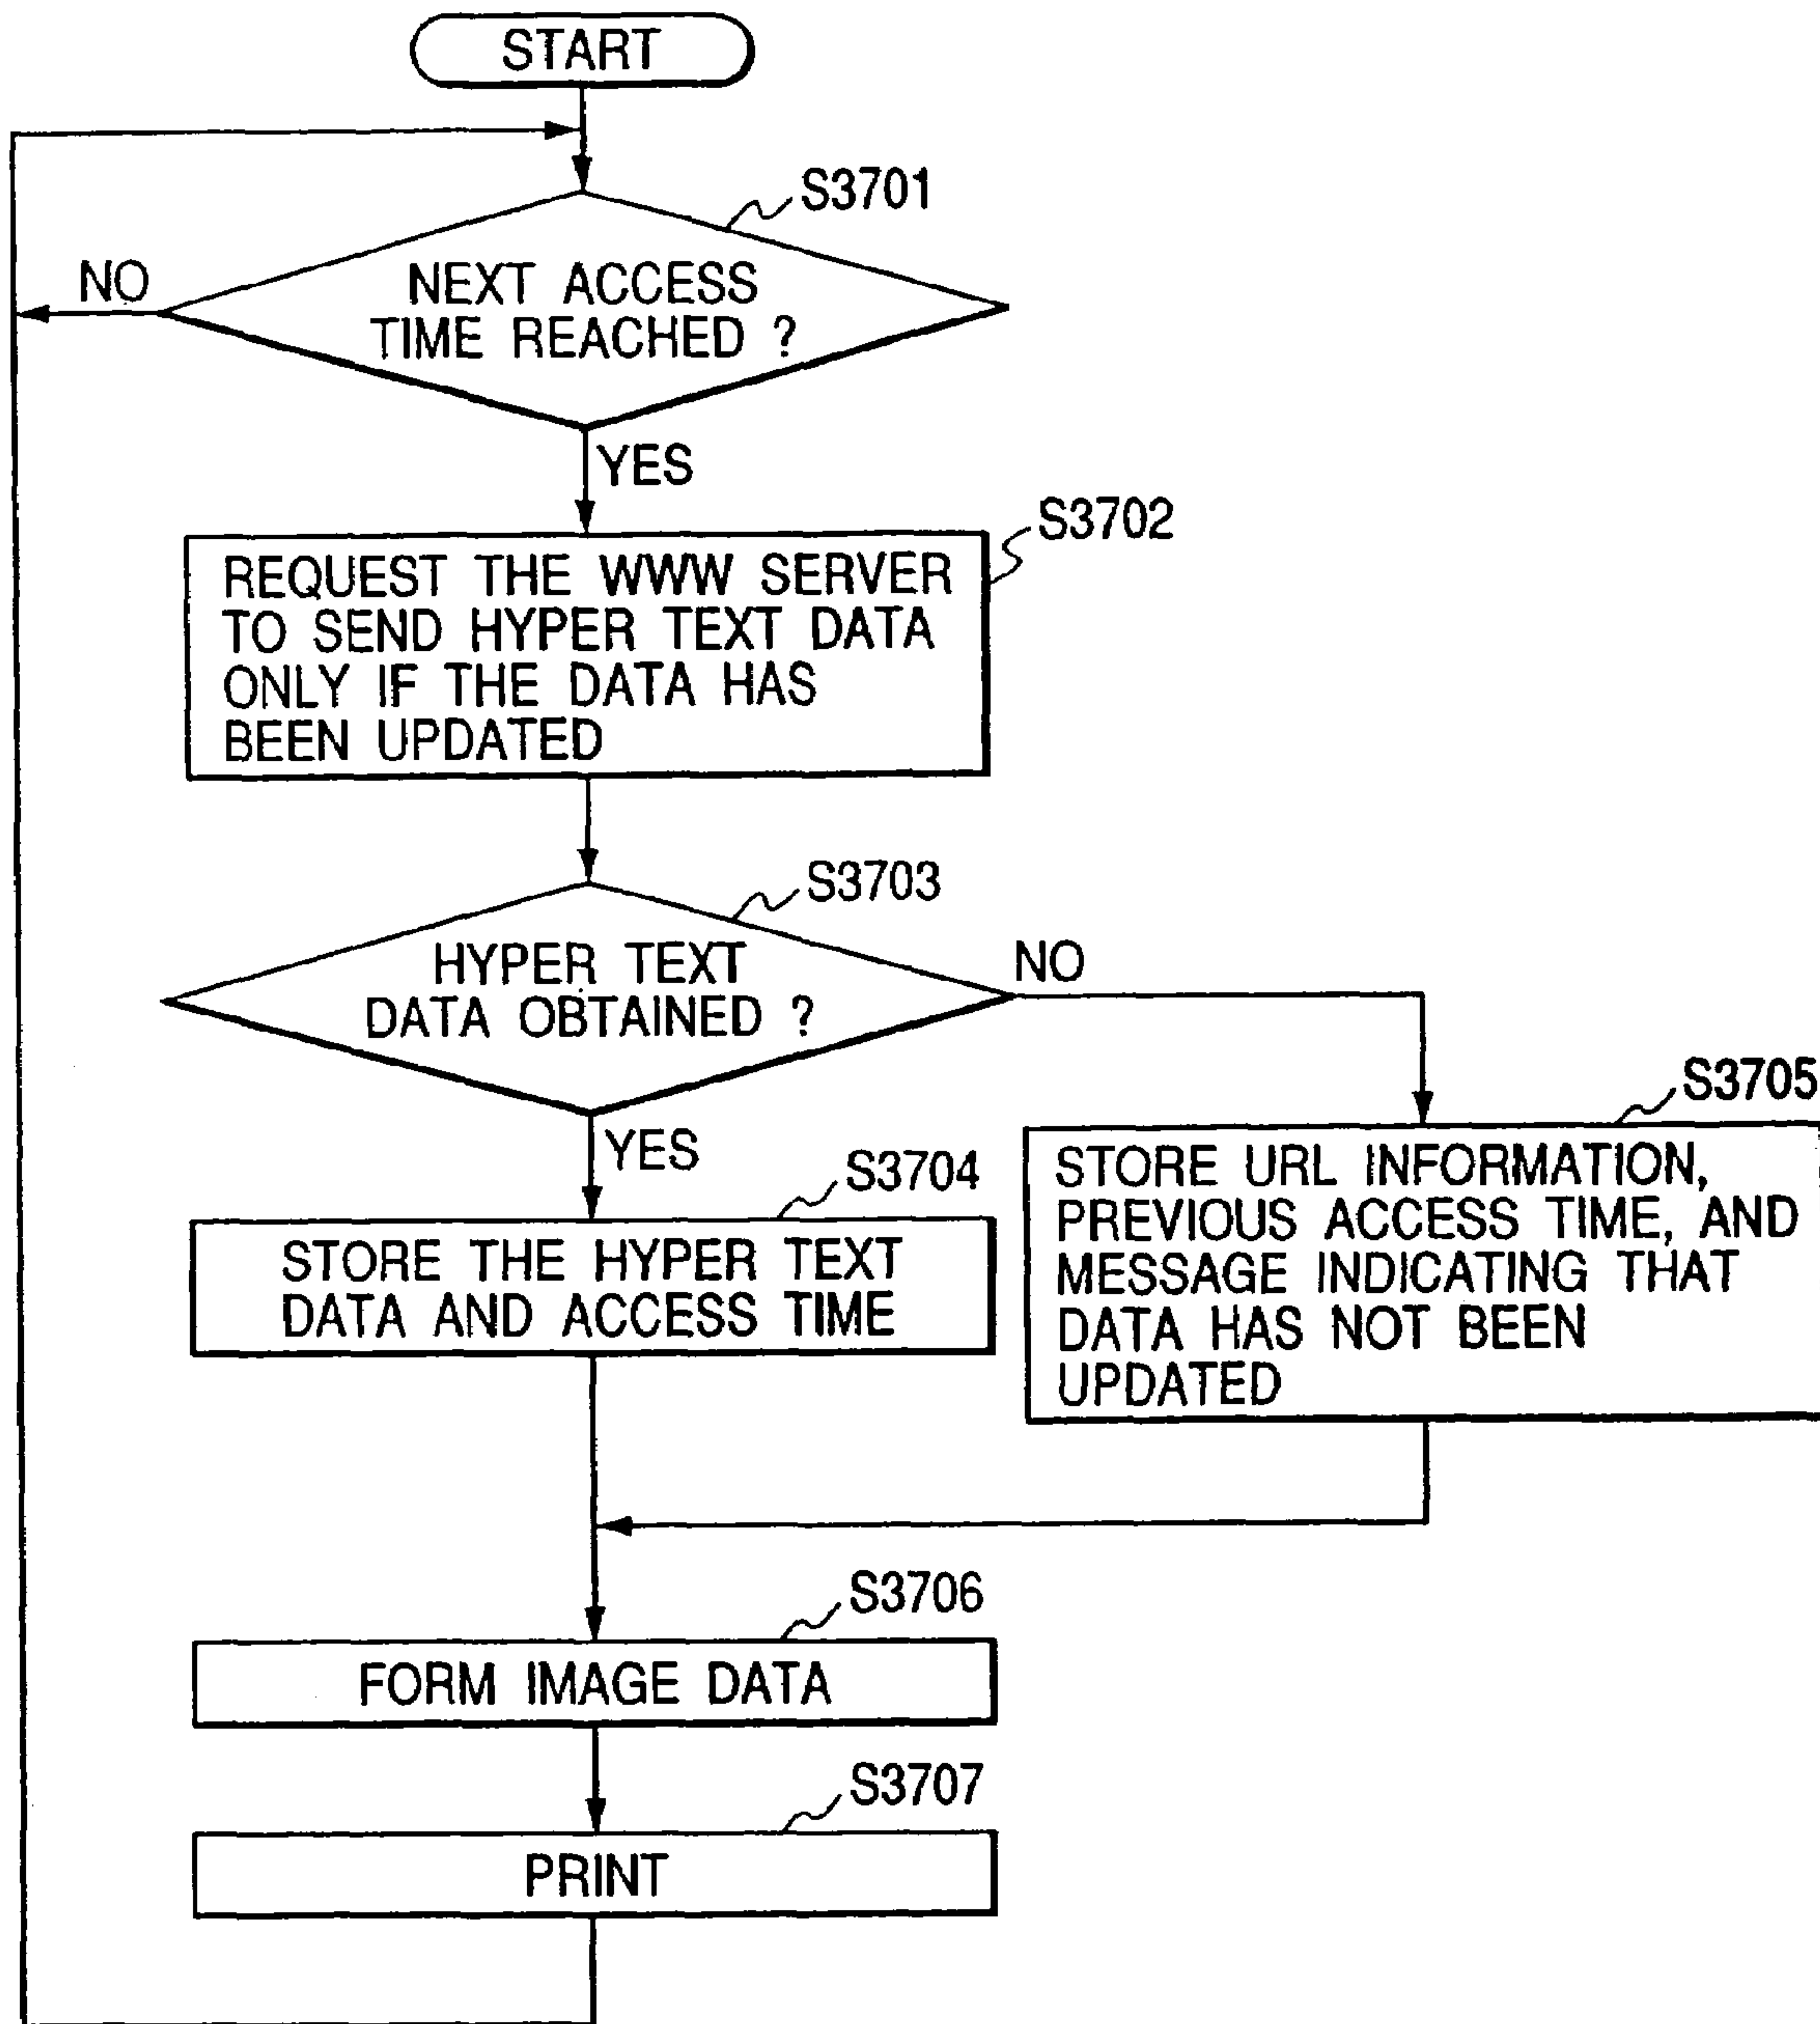 START
S3701
NO
NEXT ACCESS
TIME REACHED ?
YES
S3702
REQUEST THE WWW SERVER
TO SEND HYPER TEXT DATA
ONLY IF THE DATA HAS
BEEN UPDATED
S3703
HYPER TEXT
DATA OBTAINED ?
NO
YES
S3704
STORE THE HYPER TEXT
DATA AND ACCESS TIME
S3705
STORE URL INFORMATION,
PREVIOUS ACCESS TIME, AND
MESSAGE INDICATING THAT
DATA HAS NOT BEEN
UPDATED
S3706
FORM IMAGE DATA
S3707
PRINT